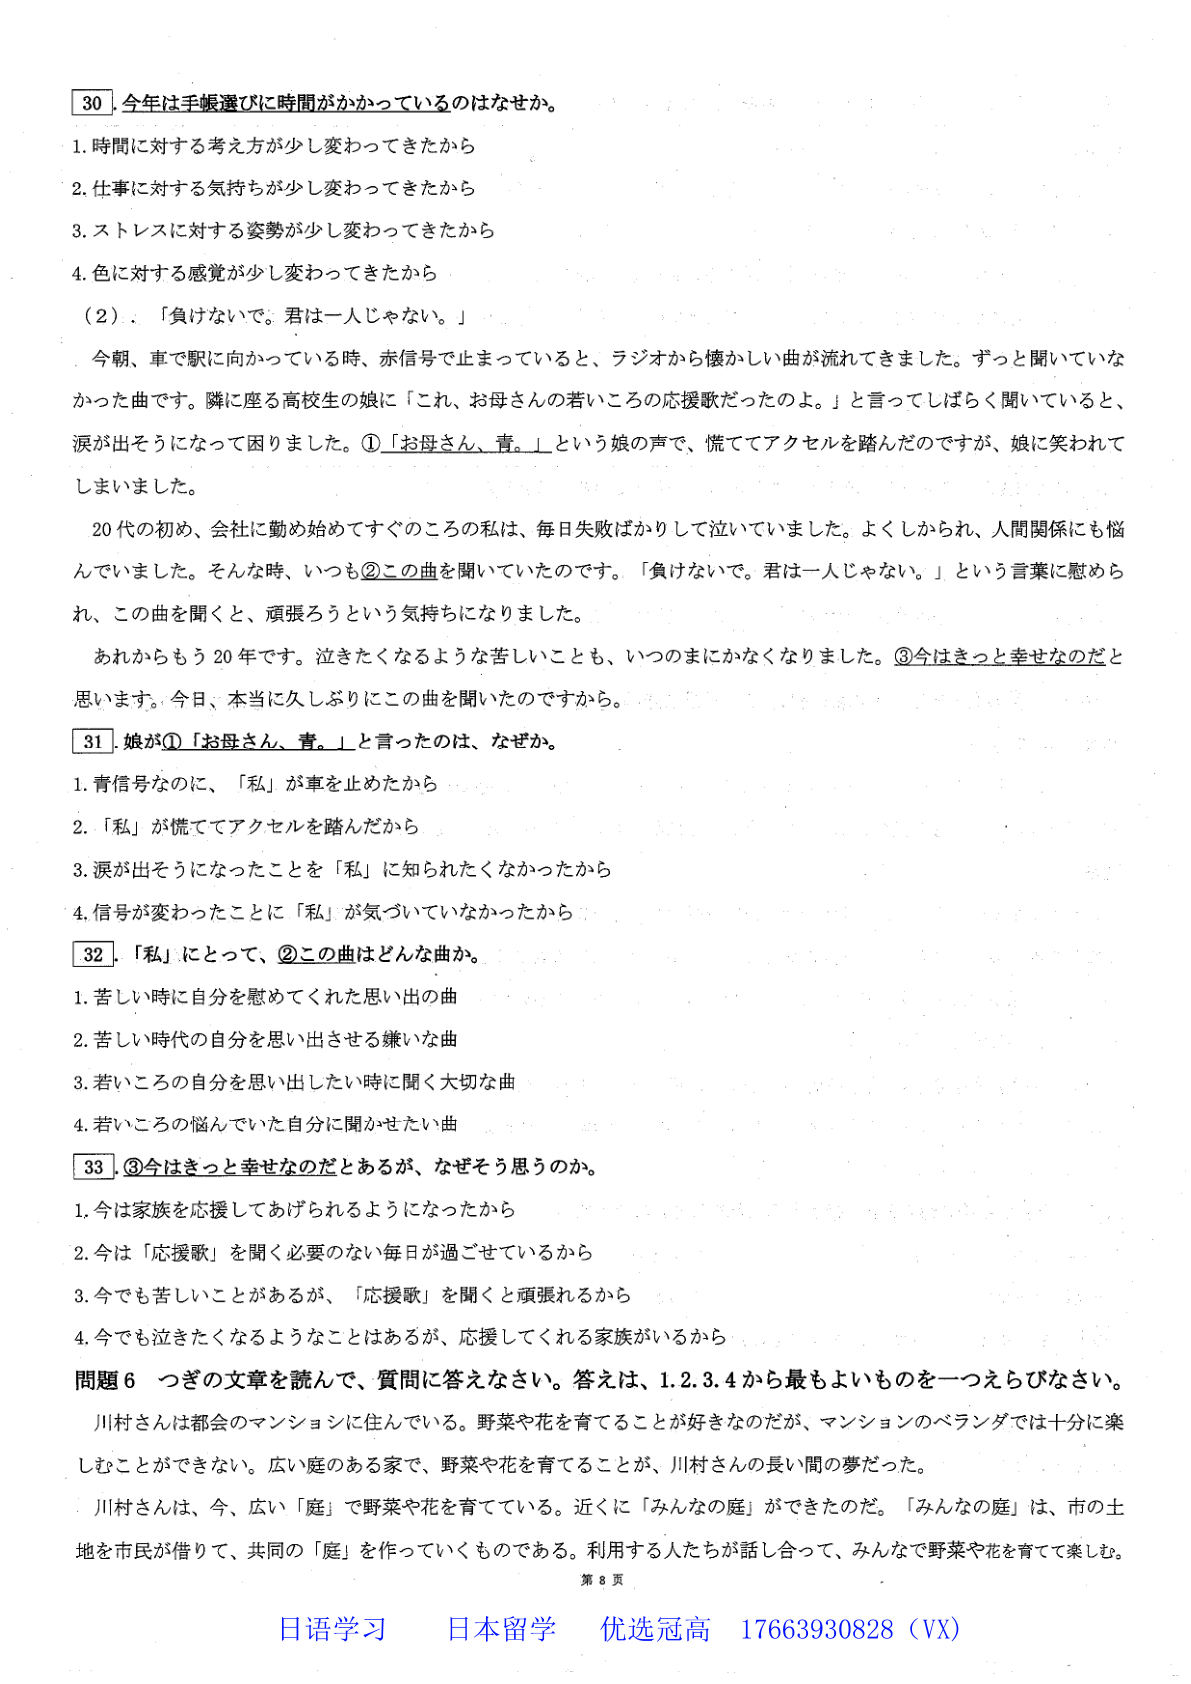 30.今年は手帳選びに時間がかかっているのはなぜか。
1.時間に対する考え方が少し変わってきたから
2.仕事に対する気持ちが少し変わってきたから
3.ストレスに対する姿勢が少し変わってきたから
4.色に対する感覚が少し変わってきたから
（2）.「負けないで。君は一人じゃない。」
今朝、車で駅に向かっている時、赤信号で止まっていると、ラジオから懐かしい曲が流れてきました。ずっと聞いていな
かった曲です。隣に座る高校生の娘に「これ、お母さんの若いころの応援歌だったのよ。」と言ってしばらく聞いていると、
涙が出そうになって困りました。①「お母さん、青。」という娘の声で、慌ててアクセルを踏んだのですが、娘に笑われて
しまいました。
20代の初め、会社に勤め始めてすぐのころの私は、毎日失敗ばかりして泣いていました。よくしかられ、人間関係にも悩
んでいました。そんな時、いつも②この曲を聞いていたのです。「負けないで。君は一人じゃない。」という言葉に慰めら
れ、この曲を聞くと、頑張ろうという気持ちになりました。
あれからもう20年です。泣きたくなるような苦しいことも、いつのまにかなくなりました。③今はきっと幸せなのだと
思います。今日、本当に久しぶりにこの曲を聞いたのですから。
31.娘が①「お母さん、青。」と言ったのは、なぜか。
1.青信号なのに、「私」が車を止めたから
2.「私」が慌ててアクセルを踏んだから
3.涙が出そうになったことを「私」に知られたくなかったから
4.信号が変わったことに「私」が気づいていなかったから
32.「私」にとって、②この曲はどんな曲か。
1.苦しい時に自分を慰めてくれた思い出の曲
2.苦しい時代の自分を思い出させる嫌いな曲
3.若いころの自分を思い出したい時に聞く大切な曲
4.若いころの悩んでいた自分に聞かせたい曲
33.③今はきっと幸せなのだとあるが、なぜそう思うのか。
1.今は家族を応援してあげられるようになったから
2.今は「応援歌」を聞く必要のない毎日が過ごせているから
3.今でも苦しいことがあるが、「応援歌」を聞くと頑張れるから
4.今でも泣きたくなるようなことはあるが、応援してくれる家族がいるから
問題6　つぎの文章を読んで、質問に答えなさい。答えは、1.2.3.4から最もよいものを一つえらびなさい。
川村さんは都会のマンションに住んでいる。野菜や花を育てることが好きなのだが、マンションのベランダでは十分に楽
しむことができない。広い庭のある家で、野菜や花を育てることが、川村さんの長い間の夢だった。
川村さんは、今、広い「庭」で野菜や花を育てている。近くに「みんなの庭」ができたのだ。「みんなの庭」は、市の土
地を市民が借りて、共同の「庭」を作っていくものである。利用する人たちが話し合って、みんなで野菜や花を育てて楽しむ。
第 8 页
日语学习　日本留学　优选冠高　17663930828（VX）